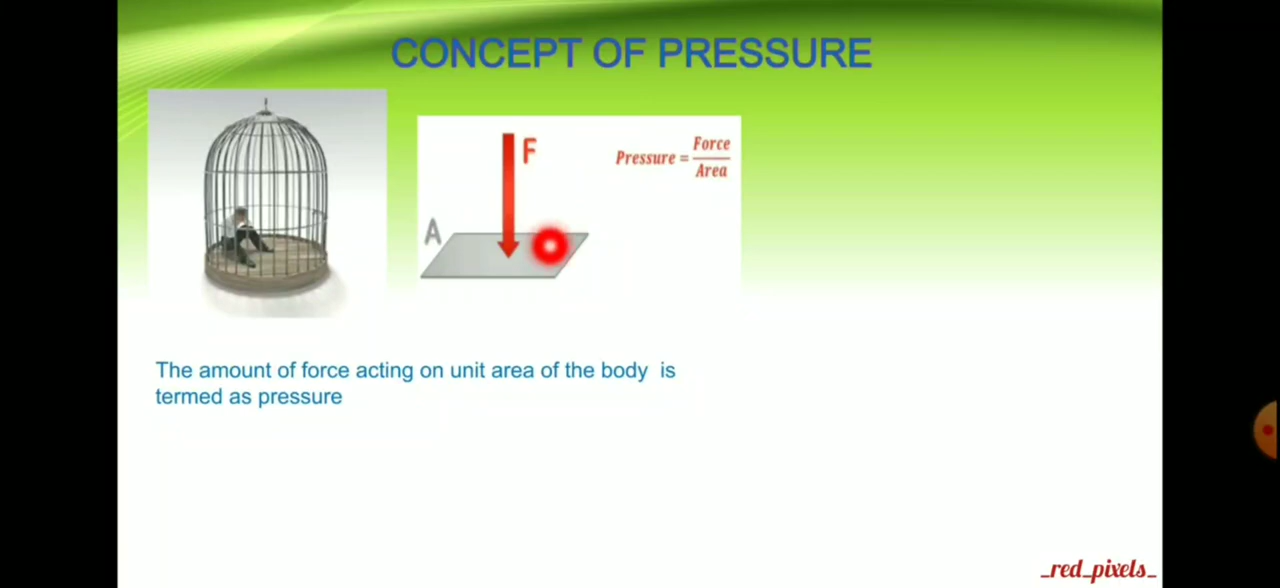 CONCEPT OF PRESSURE
F
Pressure = Force / Area
A
The amount of force acting on unit area of the body is
termed as pressure
_red_pixels_